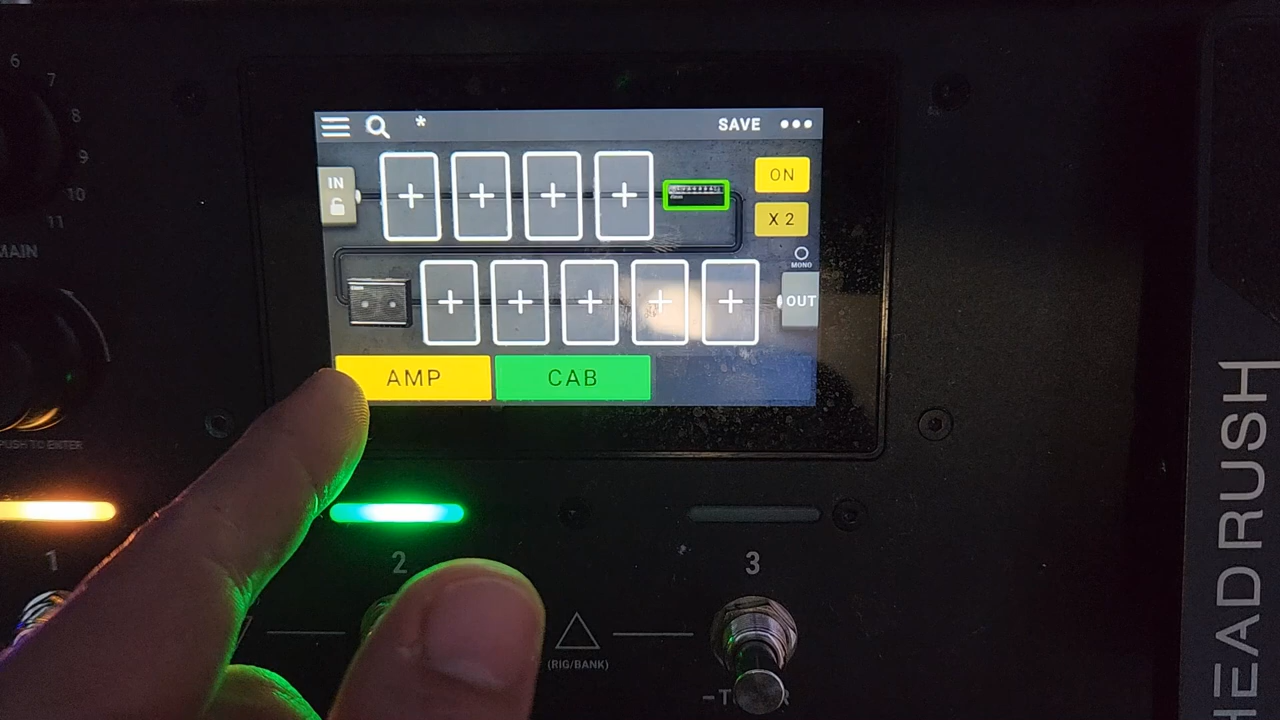 6
7
8
9
10
11
MAIN
PUSH TO ENTER
* SAVE •••
IN
+ + + +
ON
X 2
MONO
+ + + + +
OUT
AMP CAB
1 2 3
(RIG/BANK)
HEADRUSH